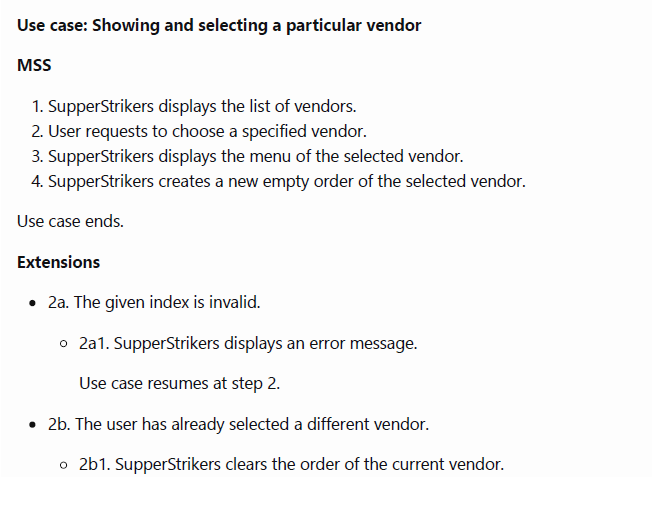 Use case: Showing and selecting a particular vendor
MSS
1. SupperStrikers displays the list of vendors.
2. User requests to choose a specified vendor.
3. SupperStrikers displays the menu of the selected vendor.
4. SupperStrikers creates a new empty order of the selected vendor.
Use case ends.
Extensions
• 2a. The given index is invalid.
○ 2a1. SupperStrikers displays an error message.
Use case resumes at step 2.
• 2b. The user has already selected a different vendor.
○ 2b1. SupperStrikers clears the order of the current vendor.